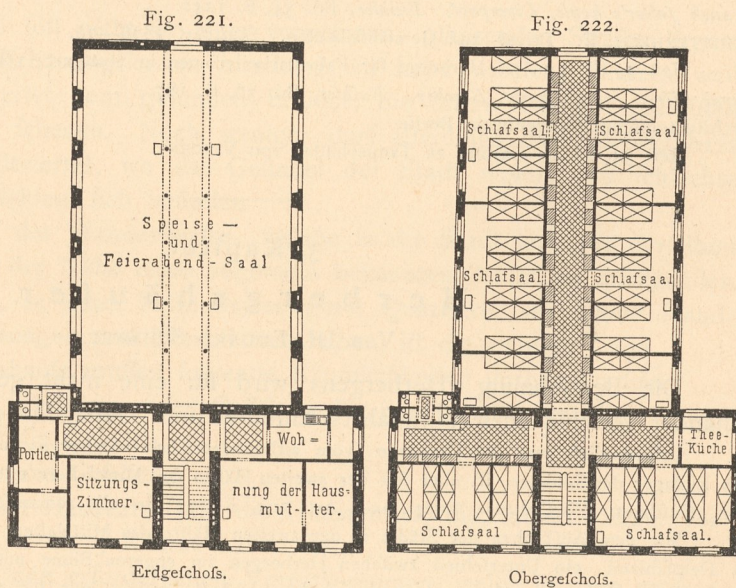 Fig. 221.
Speise —
und
Feierabend-Saal
Portier
Sitzungs-
Zimmer.
Woh =
nung der Haus=
mut-ter.
Erdgeſchoſs.
Fig. 222.
Schlafsaal
Schlafsaal
Schlafsaal
Schlafsaal
Thee-
Küche
Schlafsaal
Schlafsaal.
Obergeſchoſs.